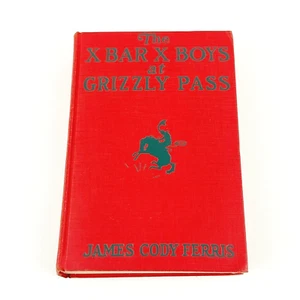 The
X BAR X BOYS
at
GRIZZLY PASS
JAMES CODY FERRIS